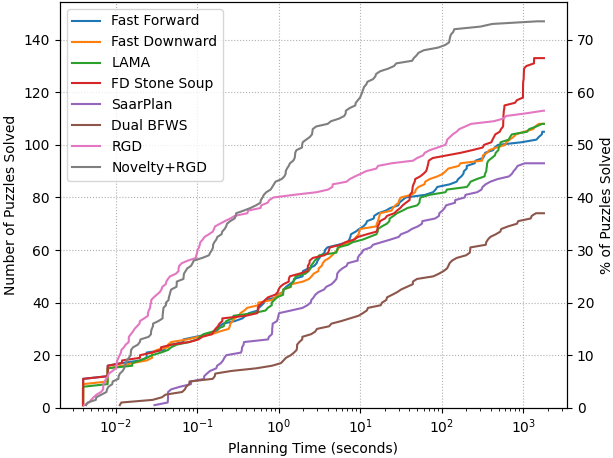 Fast Forward
Fast Downward
LAMA
FD Stone Soup
SaarPlan
Dual BFWS
RGD
Novelty+RGD
Number of Puzzles Solved
0
20
40
60
80
100
120
140
% of Puzzles Solved
0
10
20
30
40
50
60
70
10⁻² 10⁻¹ 10⁰ 10¹ 10² 10³
Planning Time (seconds)